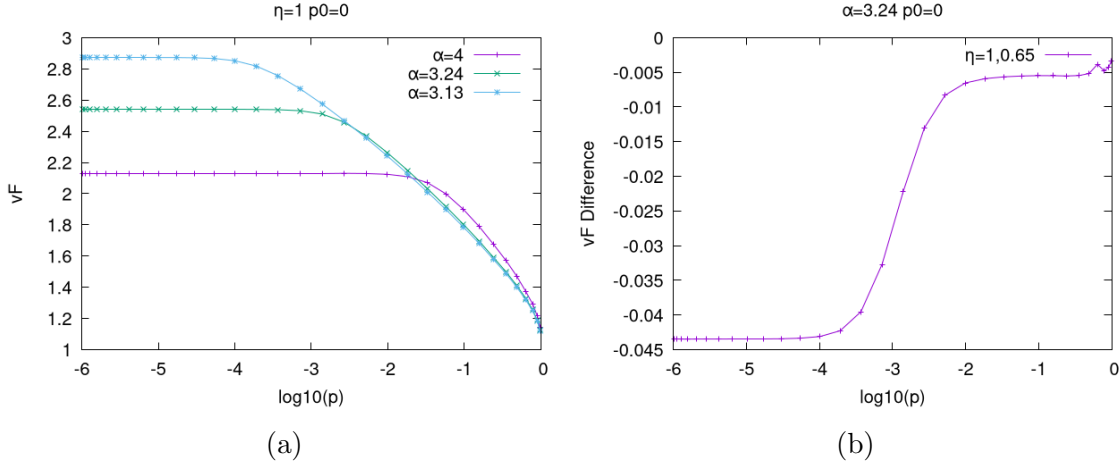 η=1 p0=0
3
2.8
2.6
2.4
2.2
2
1.8
1.6
1.4
1.2
1
vF
α=4
α=3.24
α=3.13
-6 -5 -4 -3 -2 -1 0
log10(p)
(a)
α=3.24 p0=0
0
-0.005
-0.01
-0.015
-0.02
-0.025
-0.03
-0.035
-0.04
-0.045
vF Difference
η=1,0.65
-6 -5 -4 -3 -2 -1 0
log10(p)
(b)